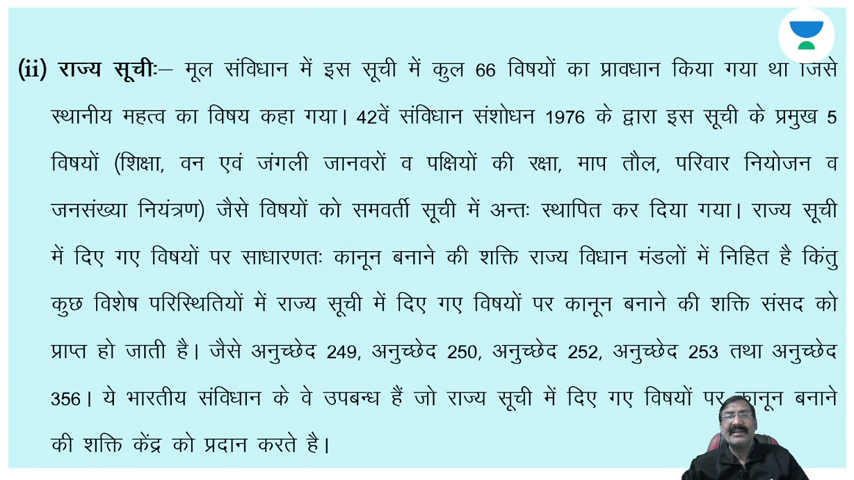 (ii) राज्य सूचीः– मूल संविधान में इस सूची में कुल 66 विषयों का प्रावधान किया गया था जिसे
स्थानीय महत्व का विषय कहा गया। 42वें संविधान संशोधन 1976 के द्वारा इस सूची के प्रमुख 5
विषयों (शिक्षा, वन एवं जंगली जानवरों व पक्षियों की रक्षा, माप तौल, परिवार नियोजन व
जनसंख्या नियंत्रण) जैसे विषयों को समवर्ती सूची में अन्तः स्थापित कर दिया गया। राज्य सूची
में दिए गए विषयों पर साधारणतः कानून बनाने की शक्ति राज्य विधान मंडलों में निहित है किंतु
कुछ विशेष परिस्थितियों में राज्य सूची में दिए गए विषयों पर कानून बनाने की शक्ति संसद को
प्राप्त हो जाती है। जैसे अनुच्छेद 249, अनुच्छेद 250, अनुच्छेद 252, अनुच्छेद 253 तथा अनुच्छेद
356। ये भारतीय संविधान के वे उपबन्ध हैं जो राज्य सूची में दिए गए विषयों पर कानून बनाने
की शक्ति केंद्र को प्रदान करते है।